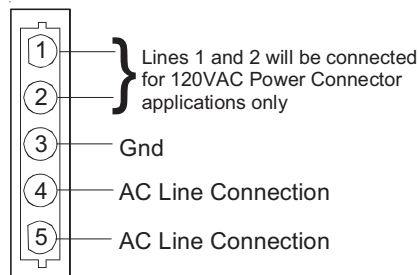 1
Lines 1 and 2 will be connected
for 120VAC Power Connector
2
applications only
3 Gnd
4 AC Line Connection
5 AC Line Connection